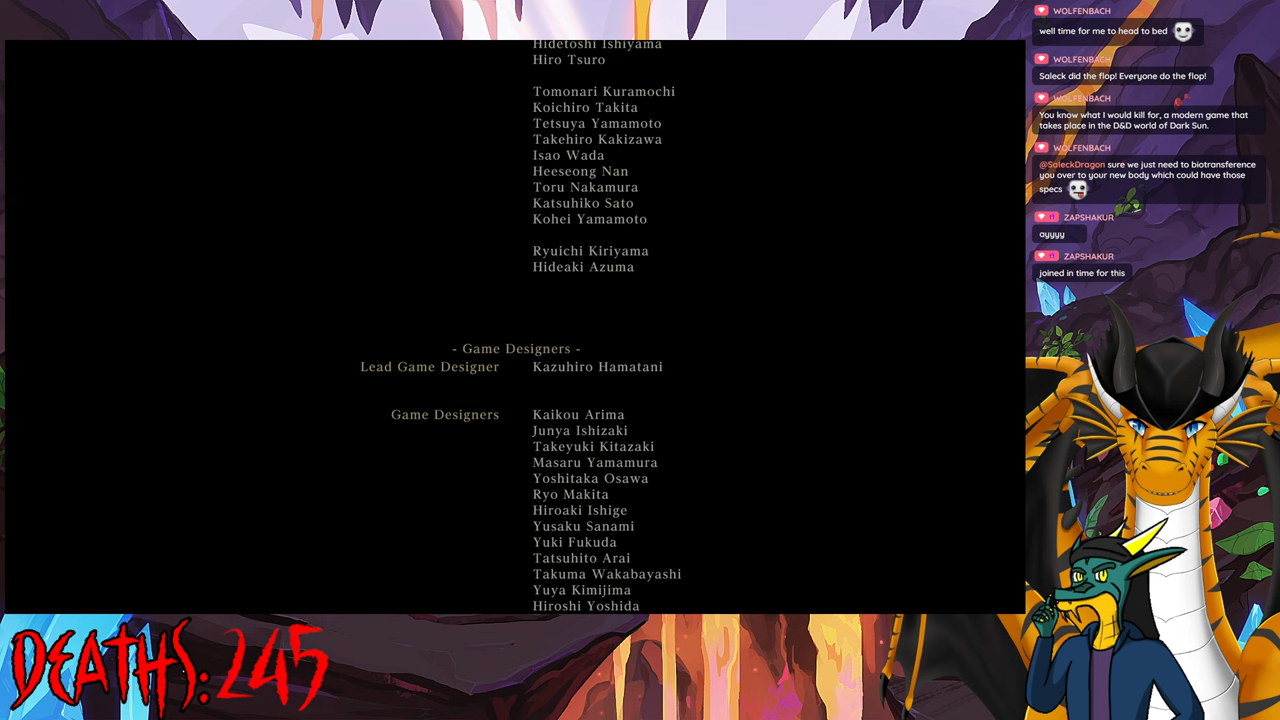 Hidetoshi Ishiyama
Hiro Tsuro
Tomonari Kuramochi
Koichiro Takita
Tetsuya Yamamoto
Takehiro Kakizawa
Isao Wada
Heeseong Nan
Toru Nakamura
Katsuhiko Sato
Kohei Yamamoto
Ryuichi Kiriyama
Hideaki Azuma
- Game Designers -
Lead Game Designer Kazuhiro Hamatani
Game Designers Kaikou Arima
Junya Ishizaki
Takeyuki Kitazaki
Masaru Yamamura
Yoshitaka Osawa
Ryo Makita
Hiroaki Ishige
Yusaku Sanami
Yuki Fukuda
Tatsuhito Arai
Takuma Wakabayashi
Yuya Kimijima
Hiroshi Yoshida
DEATHS: 245
WOLFENBACH
well time for me to head to bed
WOLFENBACH
Saleck did the flop! Everyone do the flop!
WOLFENBACH
You know what I would kill for, a modern game that
takes place in the D&D world of Dark Sun.
WOLFENBACH
@SaleckDragon sure we just need to biotransference
you over to your new body which could have those
specs
ZAPSHAKUR
ayyyy
ZAPSHAKUR
joined in time for this